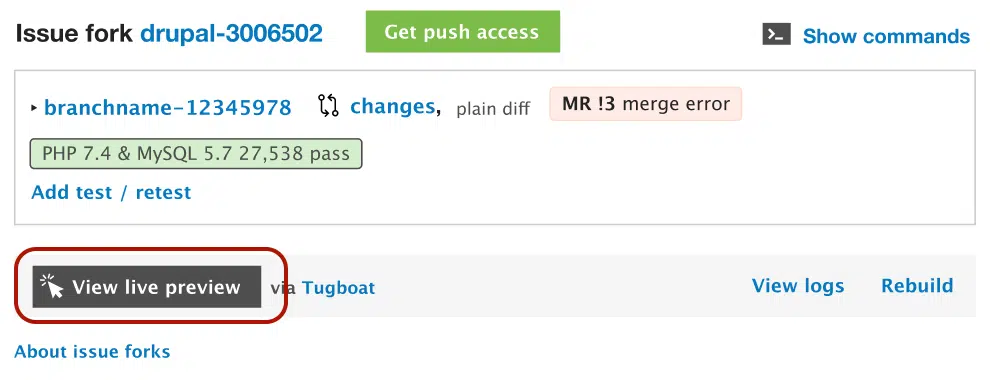 Issue fork drupal-3006502 Get push access Show commands
branchname-12345978 changes, plain diff MR !3 merge error
PHP 7.4 & MySQL 5.7 27,538 pass
Add test / retest
View live preview via Tugboat View logs Rebuild
About issue forks